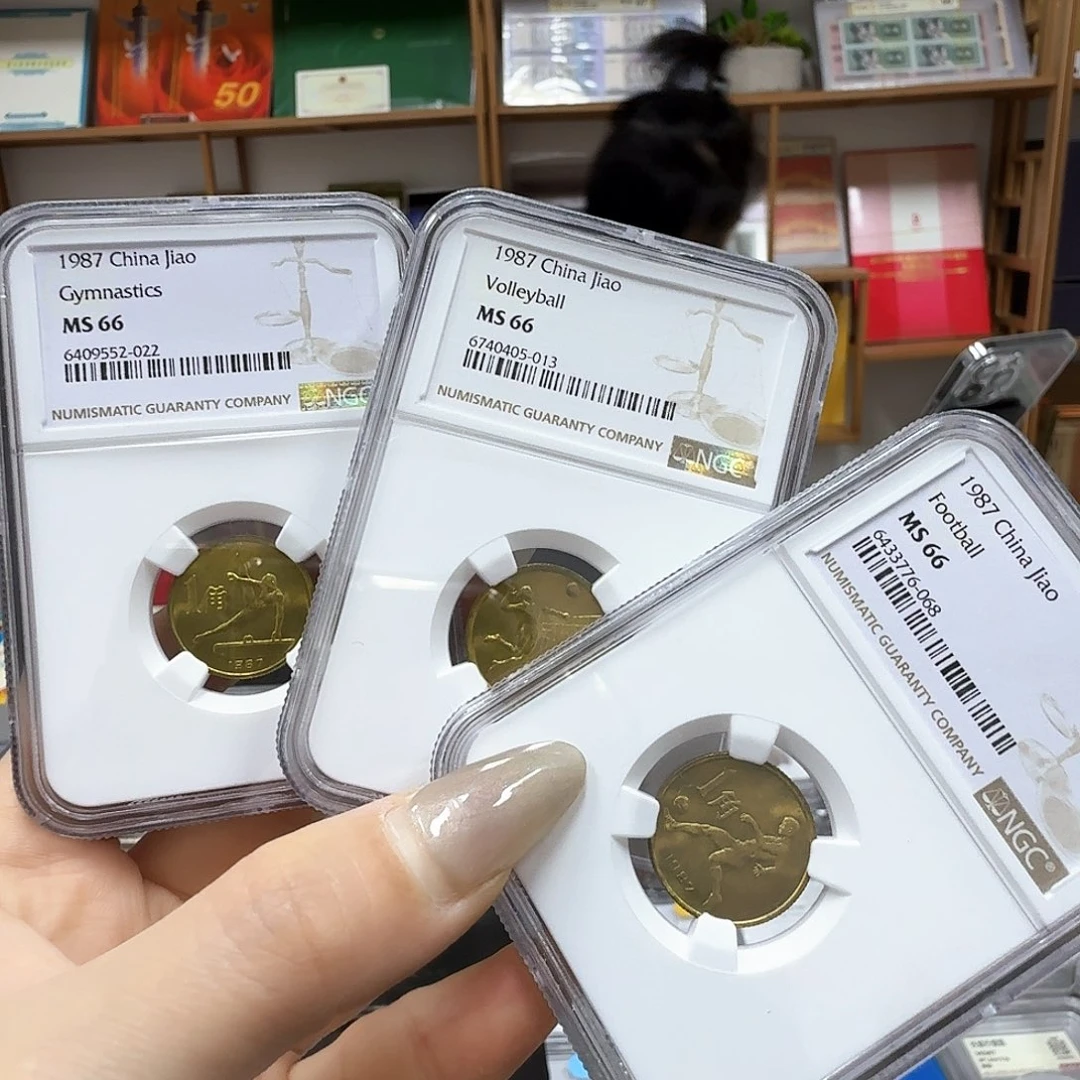 50
1987 China Jiao
Gymnastics
MS 66
6409552-022
NUMISMATIC GUARANTY COMPANY
NGC
1角
1987
1987 China Jiao
Volleyball
MS 66
6740405-013
NUMISMATIC GUARANTY COMPANY
NGC
1987 China Jiao
Football
MS 66
6433776-068
NUMISMATIC GUARANTY COMPANY
NGC®
1角
1987